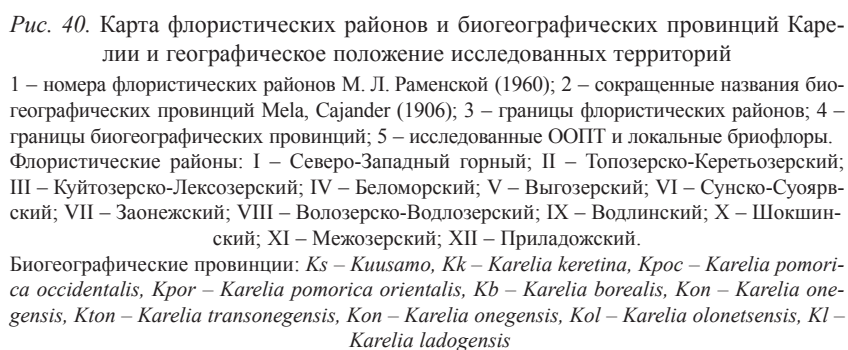 Рис. 40. Карта флористических районов и биогеографических провинций Каре-
лии и географическое положение исследованных территорий
1 – номера флористических районов М. Л. Раменской (1960); 2 – сокращенные названия био-
географических провинций Mela, Cajander (1906); 3 – границы флористических районов; 4 –
границы биогеографических провинций; 5 – исследованные ООПТ и локальные бриофлоры.
Флористические районы: I – Северо-Западный горный; II – Топозерско-Керетьозерский;
III – Куйтозерско-Лексозерский; IV – Беломорский; V – Выгозерский; VI – Сунско-Суоярв-
ский; VII – Заонежский; VIII – Волозерско-Водлозерский; IX – Водлинский; X – Шокшин-
ский; XI – Межозерский; XII – Приладожский.
Биогеографические провинции: Ks – Kuusamo, Kk – Karelia keretina, Kpoc – Karelia pomori-
ca occidentalis, Kpor – Karelia pomorica orientalis, Kb – Karelia borealis, Kon – Karelia one-
gensis, Kton – Karelia transonegensis, Kon – Karelia onegensis, Kol – Karelia olonetsensis, Kl –
Karelia ladogensis